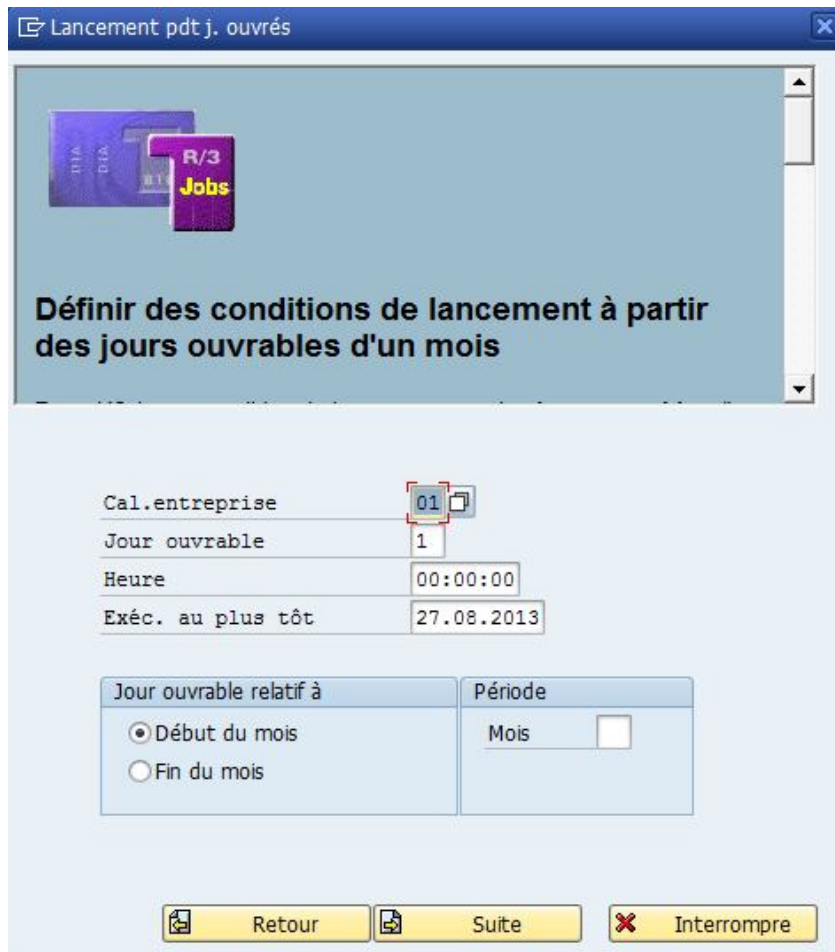 Lancement pdt j. ouvrés
R/3
Jobs
DIA
DIA
Définir des conditions de lancement à partir
des jours ouvrables d'un mois
Cal.entreprise 01
Jour ouvrable 1
Heure 00:00:00
Exéc. au plus tôt 27.08.2013
Jour ouvrable relatif à Période
Début du mois Mois
Fin du mois
Retour Suite Interrompre